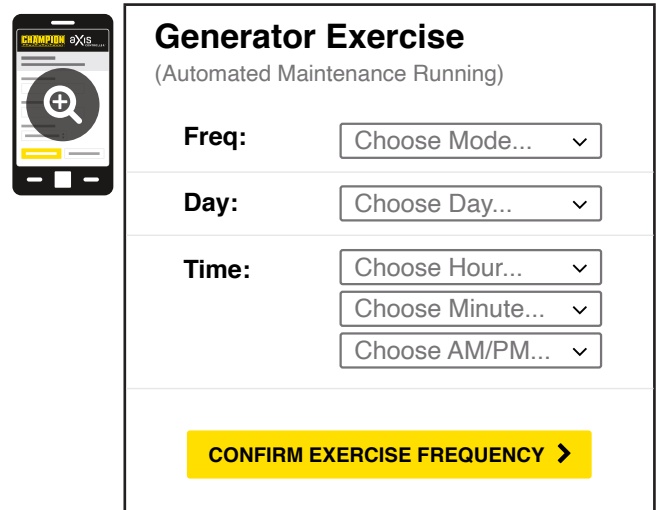 CHAMPION aXis
CONTROLLER
Generator Exercise
(Automated Maintenance Running)
Freq: Choose Mode...
Day: Choose Day...
Time: Choose Hour...
Choose Minute...
Choose AM/PM...
CONFIRM EXERCISE FREQUENCY